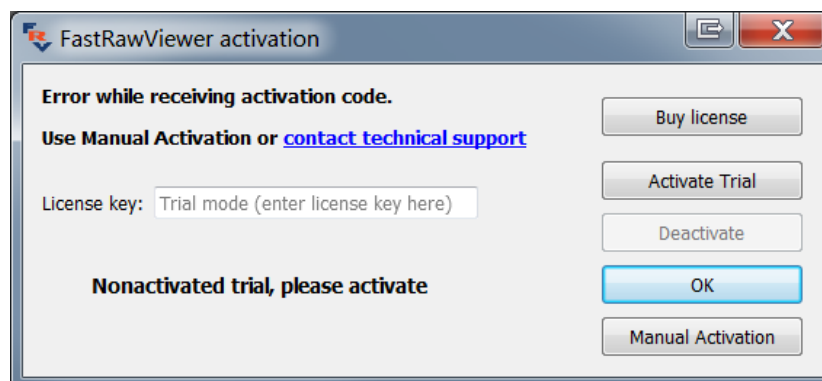 FastRawViewer activation
Error while receiving activation code.
Use Manual Activation or contact technical support
License key: Trial mode (enter license key here)
Nonactivated trial, please activate
Buy license
Activate Trial
Deactivate
OK
Manual Activation